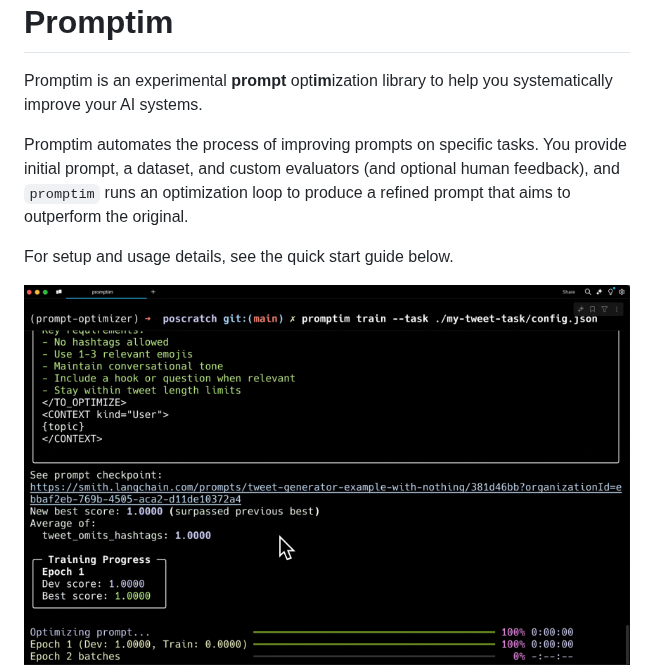 Promptim
Promptim is an experimental prompt optimization library to help you systematically
improve your AI systems.
Promptim automates the process of improving prompts on specific tasks. You provide
initial prompt, a dataset, and custom evaluators (and optional human feedback), and
promptim runs an optimization loop to produce a refined prompt that aims to
outperform the original.
For setup and usage details, see the quick start guide below.
promptim
Share
(prompt-optimizer) → poscratch git:(main) ✗ promptim train --task ./my-tweet-task/config.json
Key requirements:
- No hashtags allowed
- Use 1-3 relevant emojis
- Maintain conversational tone
- Include a hook or question when relevant
- Stay within tweet length limits
</TO_OPTIMIZE>
<CONTEXT kind="User">
{topic}
</CONTEXT>
See prompt checkpoint:
https://smith.langchain.com/prompts/tweet-generator-example-with-nothing/381d46bb?organizationId=e
bbaf2eb-769b-4505-aca2-d11de10372a4
New best score: 1.0000 (surpassed previous best)
Average of:
tweet_omits_hashtags: 1.0000
Training Progress
Epoch 1
Dev score: 1.0000
Best score: 1.0000
Optimizing prompt... 100% 0:00:00
Epoch 1 (Dev: 1.0000, Train: 0.0000) 100% 0:00:00
Epoch 2 batches 0% -:--:--